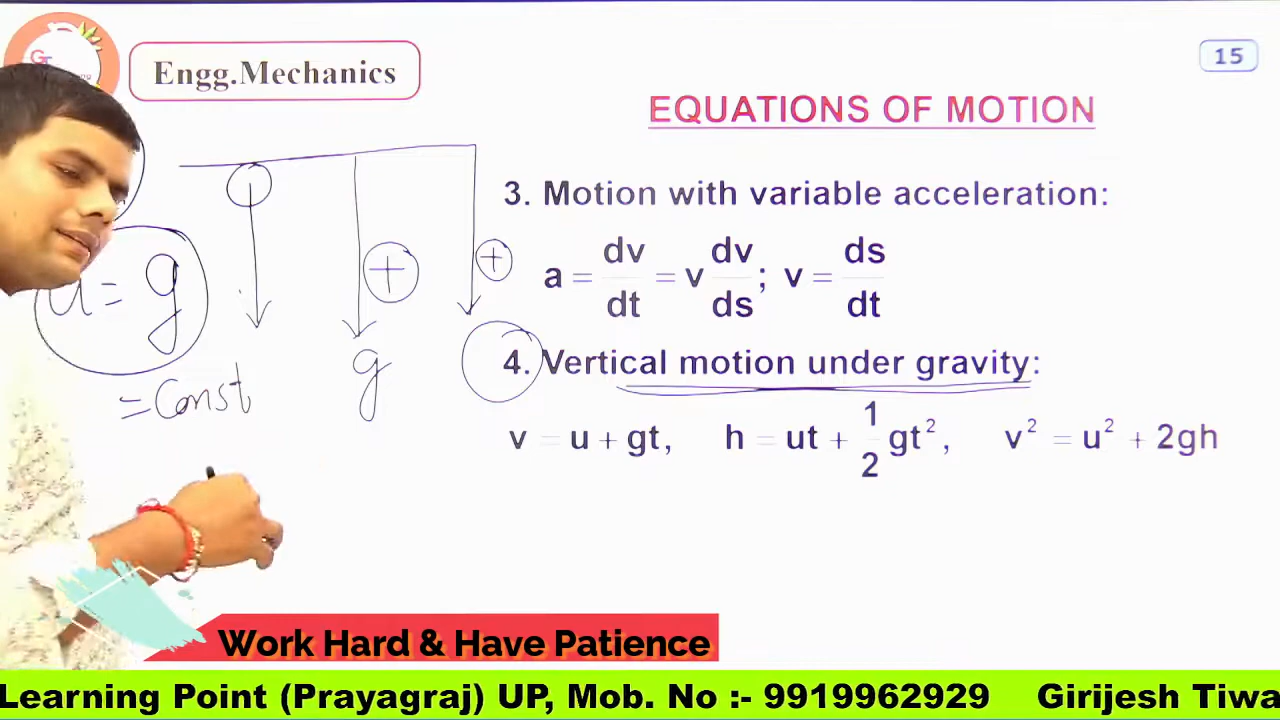 Engg.Mechanics
15
EQUATIONS OF MOTION
3. Motion with variable acceleration:
a = dv/dt = v dv/ds; v = ds/dt
4. Vertical motion under gravity:
v = u + gt, h = ut + 1/2 gt², v² = u² + 2gh
+ +
= g
g
= Const
Work Hard & Have Patience
Learning Point (Prayagraj) UP, Mob. No :- 9919962929 Girijesh Tiwa